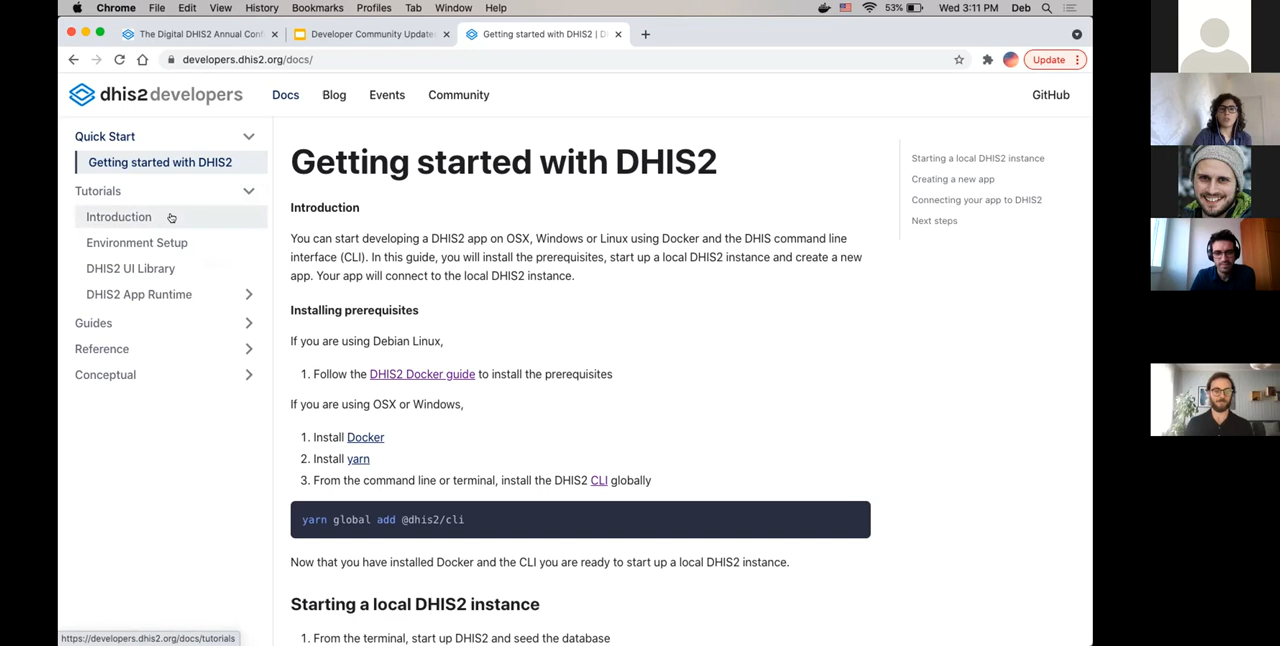 Chrome File Edit View History Bookmarks Profiles Tab Window Help 53% Wed 3:11 PM Deb
The Digital DHIS2 Annual Conf
Developer Community Update
Getting started with DHIS2 | D
developers.dhis2.org/docs/
Update
dhis2developers
Docs Blog Events Community GitHub
Quick Start
Getting started with DHIS2
Tutorials
Introduction
Environment Setup
DHIS2 UI Library
DHIS2 App Runtime
Guides
Reference
Conceptual
Getting started with DHIS2
Introduction
You can start developing a DHIS2 app on OSX, Windows or Linux using Docker and the DHIS command line
interface (CLI). In this guide, you will install the prerequisites, start up a local DHIS2 instance and create a new
app. Your app will connect to the local DHIS2 instance.
Installing prerequisites
If you are using Debian Linux,
1. Follow the DHIS2 Docker guide to install the prerequisites
If you are using OSX or Windows,
1. Install Docker
2. Install yarn
3. From the command line or terminal, install the DHIS2 CLI globally
yarn global add @dhis2/cli
Now that you have installed Docker and the CLI you are ready to start up a local DHIS2 instance.
Starting a local DHIS2 instance
1. From the terminal, start up DHIS2 and seed the database
Starting a local DHIS2 instance
Creating a new app
Connecting your app to DHIS2
Next steps
https://developers.dhis2.org/docs/tutorials